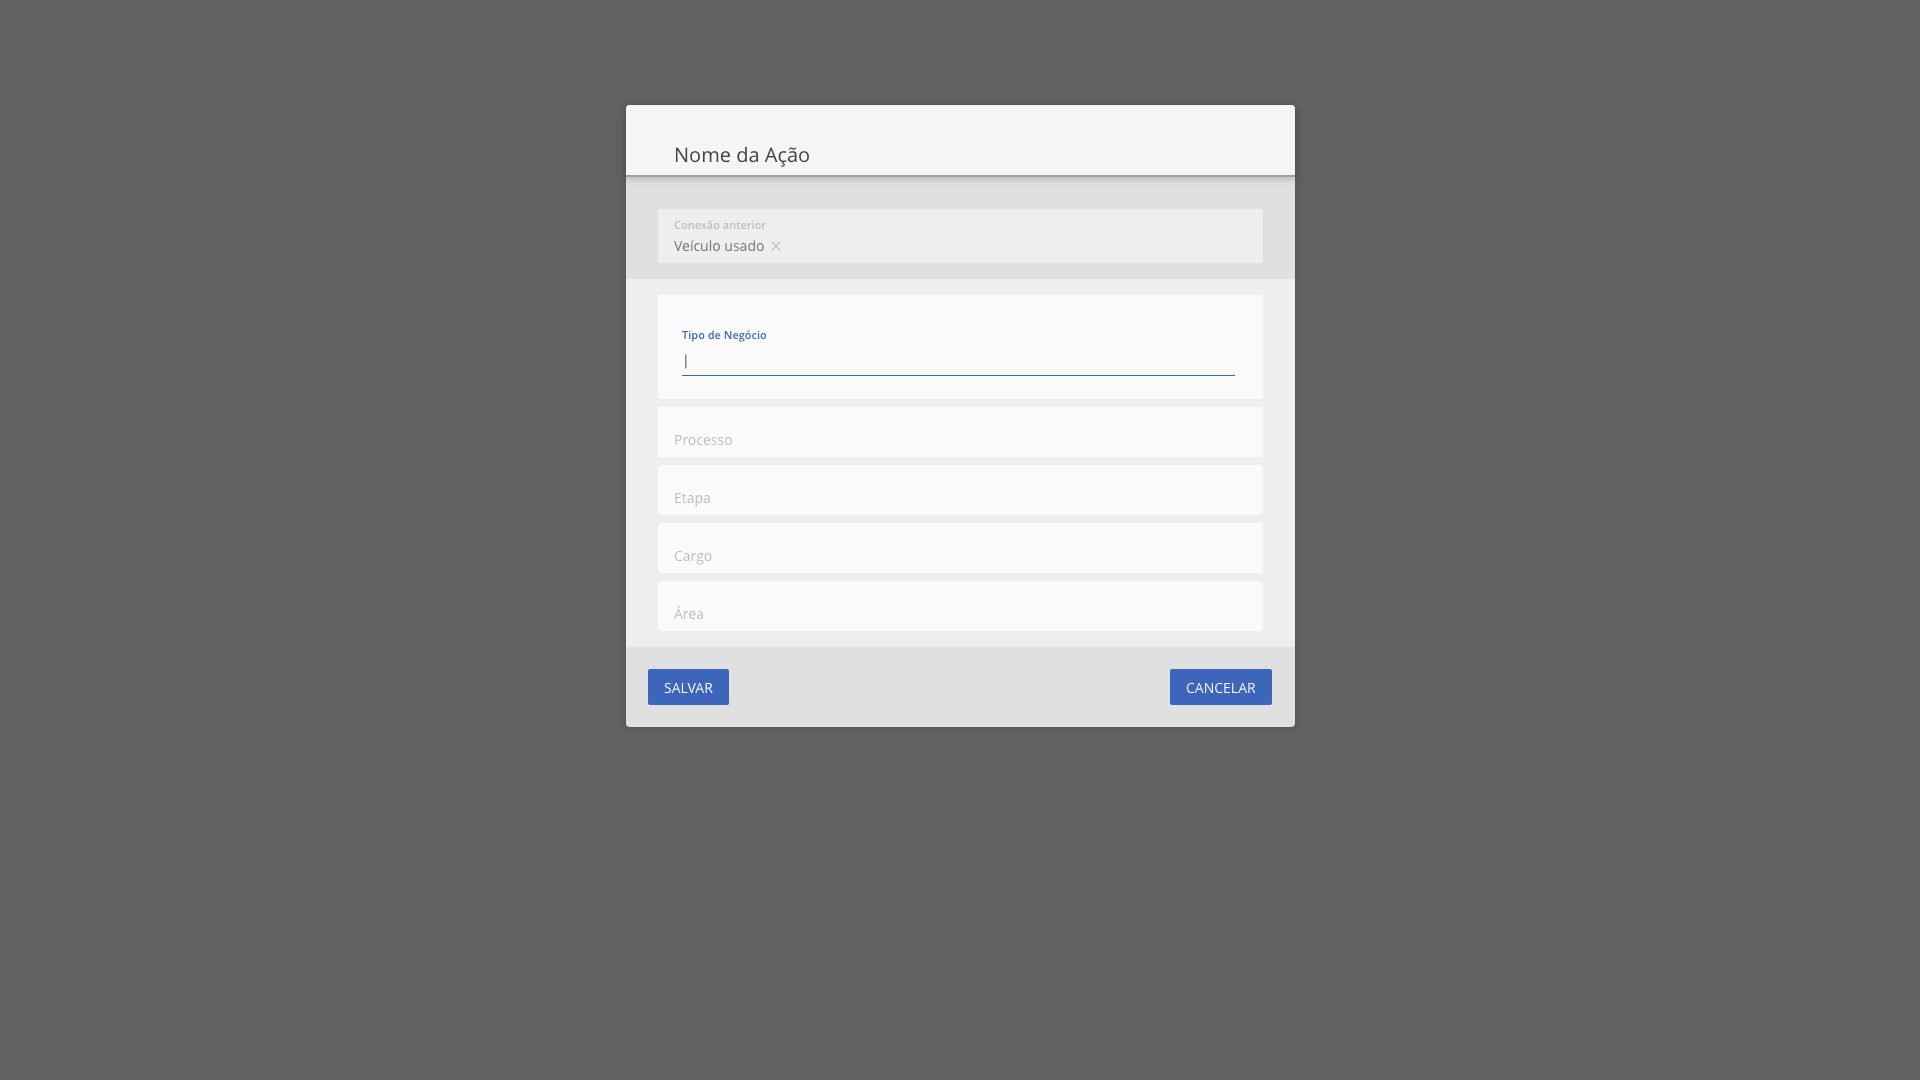 Nome da Ação
Conexão anterior
Veículo usado
Tipo de Negócio
Processo
Etapa
Cargo
Área
SALVAR
CANCELAR